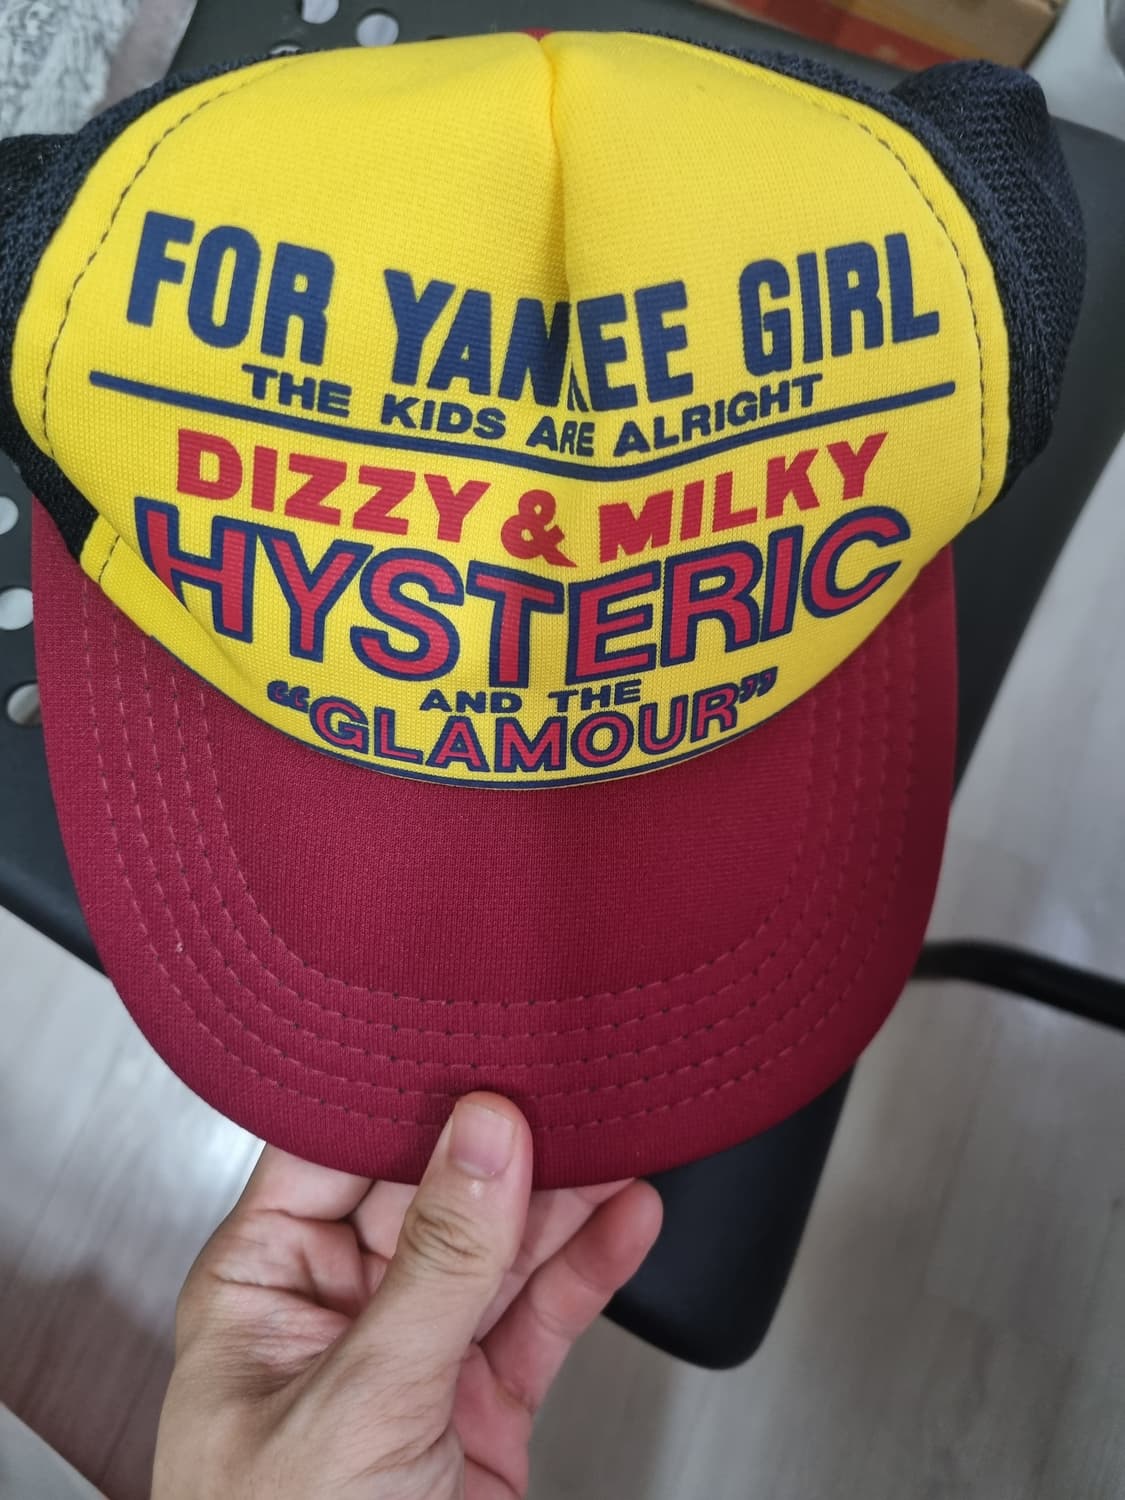 FOR YANKEE GIRL
THE KIDS ARE ALRIGHT
DIZZY & MILKY
HYSTERIC
AND THE
“GLAMOUR”